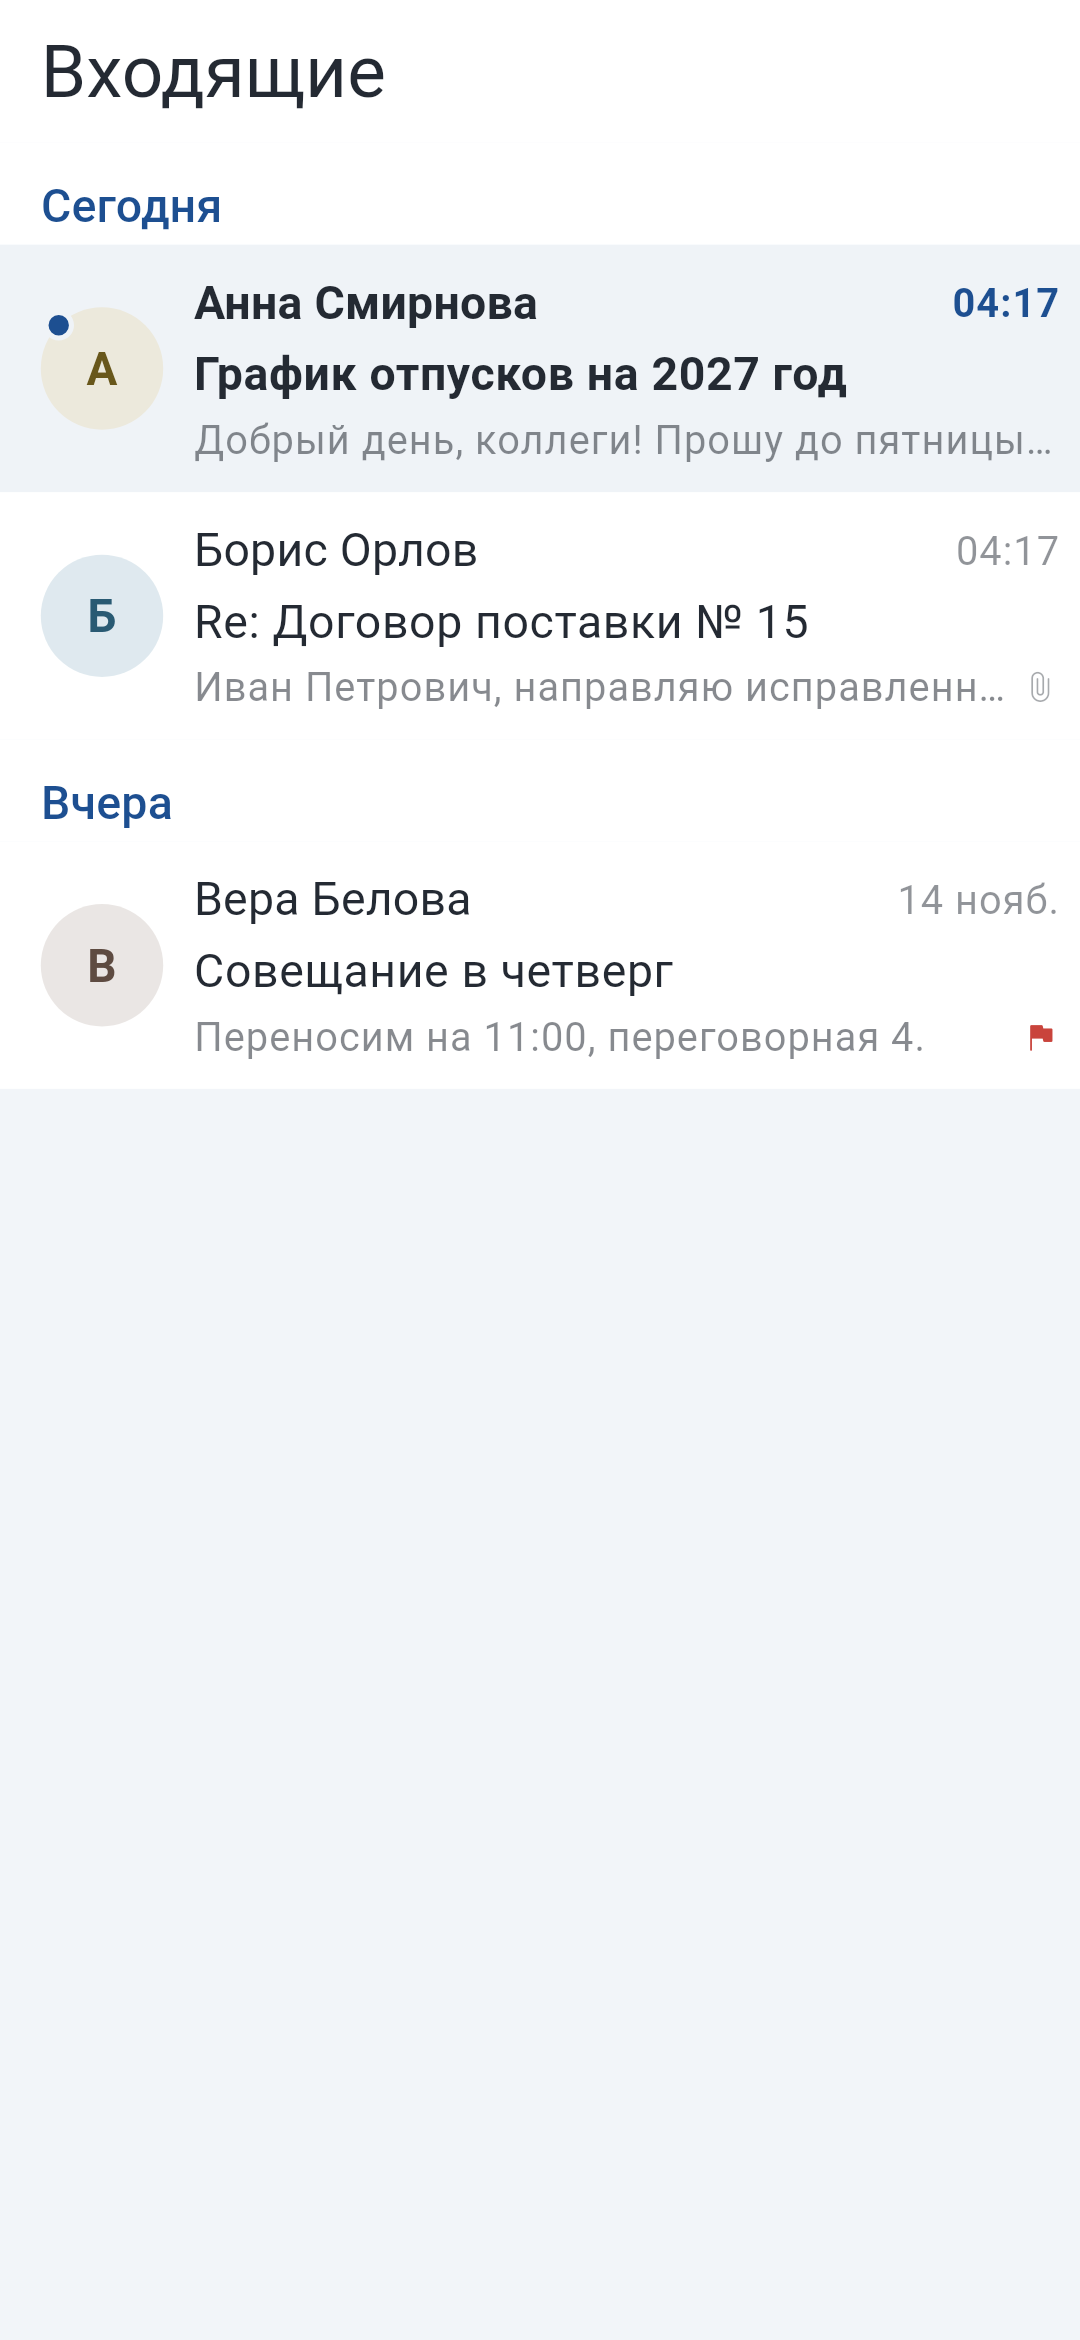 Входящие
Сегодня
Анна Смирнова 04:17
А
График отпусков на 2027 год
Добрый день, коллеги! Прошу до пятницы…
Борис Орлов 04:17
Б
Re: Договор поставки № 15
Иван Петрович, направляю исправленн…
Вчера
Вера Белова 14 нояб.
В
Совещание в четверг
Переносим на 11:00, переговорная 4.